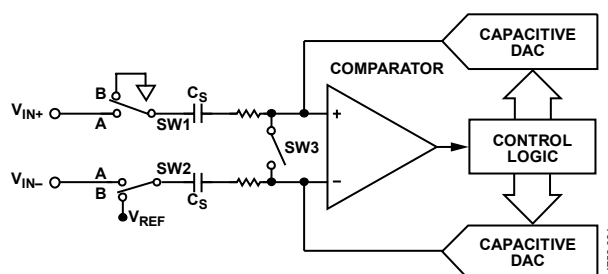 CAPACITIVE
DAC
COMPARATOR
B
CS
VIN+
A
SW1
+
SW3
CONTROL
LOGIC
VIN–
A
SW2
B
CS
–
VREF
CAPACITIVE
DAC